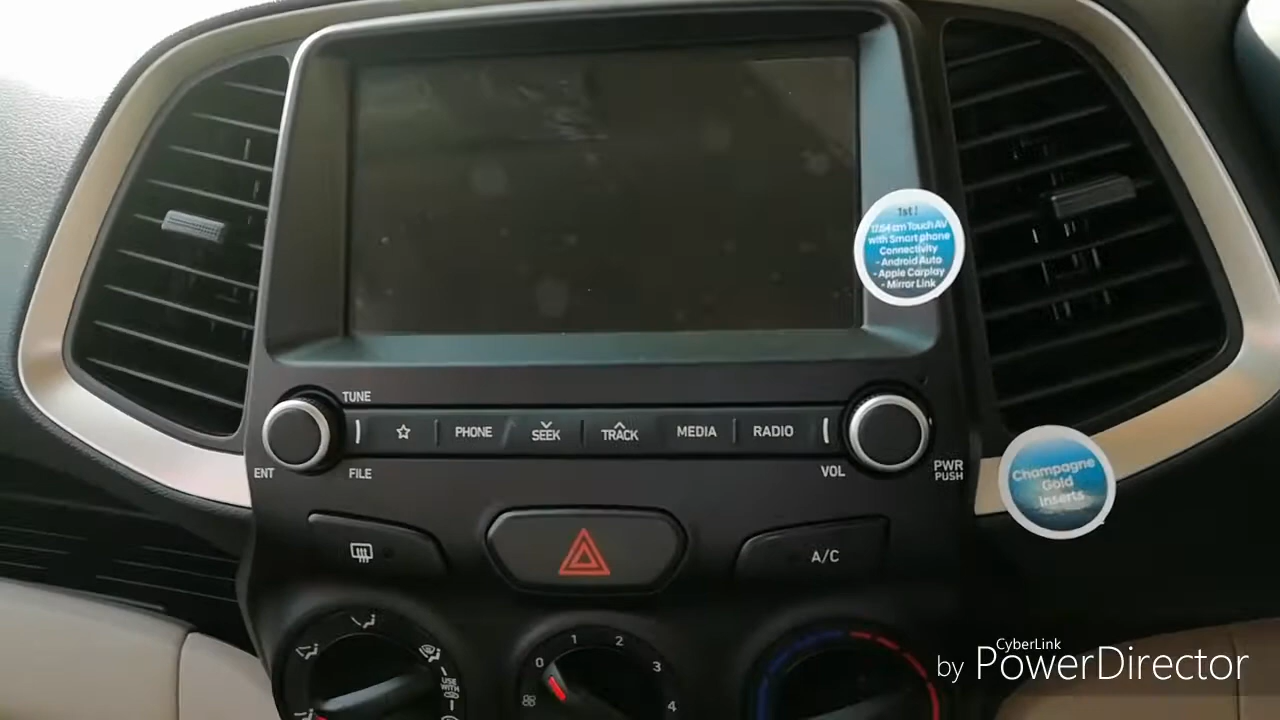 1st!
17.64 cm Touch AV
with Smart phone
Connectivity
- Android Auto
- Apple Carplay
- Mirror Link
TUNE
PHONE
SEEK
TRACK
MEDIA
RADIO
ENT
FILE
VOL
PWR
PUSH
Champagne
Gold
Inserts
A/C
0
1
2
3
4
USE
WITH
CyberLink
by PowerDirector